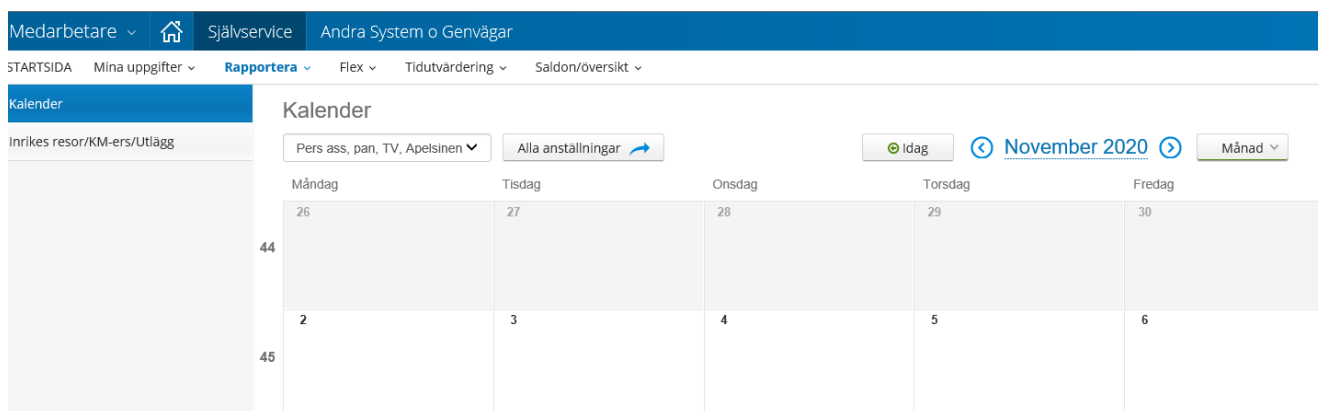 Medarbetare Självservice Andra System o Genvägar
STARTSIDA Mina uppgifter Rapportera Flex Tidutvärdering Saldon/översikt
Kalender
Inrikes resor/KM-ers/Utlägg
Kalender
Pers ass, pan, TV, Apelsinen Alla anställningar Idag November 2020 Månad
Måndag Tisdag Onsdag Torsdag Fredag
26 27 28 29 30
44
2 3 4 5 6
45